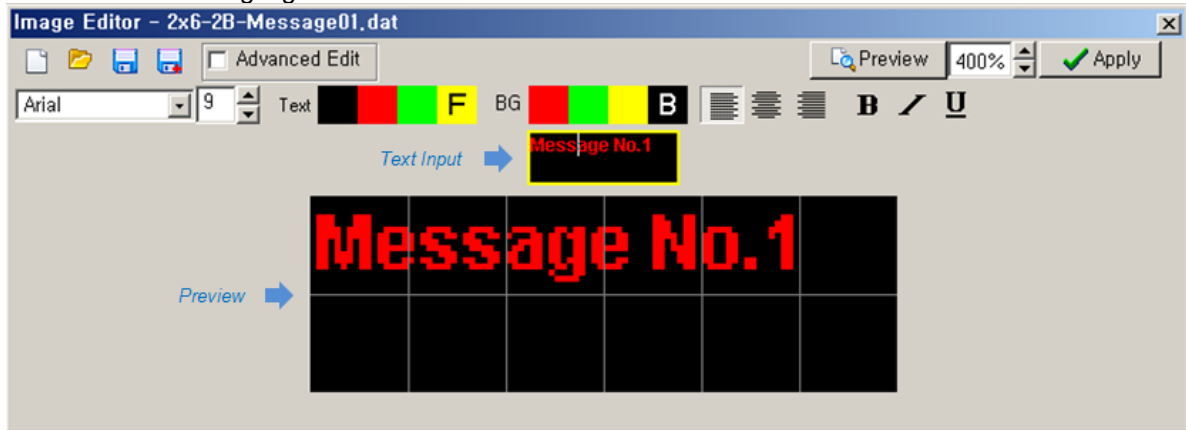 Image Editor - 2x6-2B-Message01.dat
Advanced Edit Preview 400% Apply
Arial 9 Text F BG B B I U
Text Input Message No.1
Message No.1
Preview